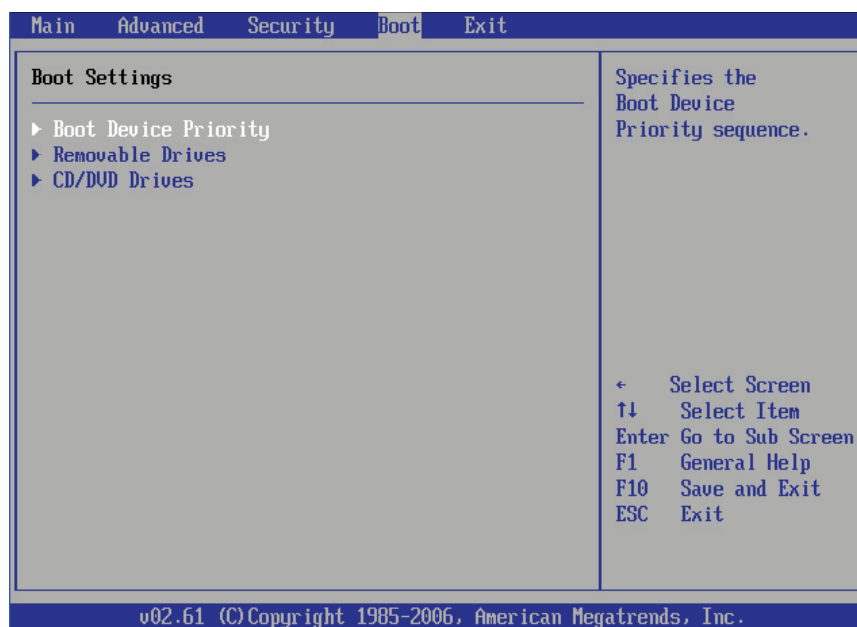 Main Advanced Security Boot Exit
Boot Settings
▶ Boot Device Priority
▶ Removable Drives
▶ CD/DVD Drives
Specifies the
Boot Device
Priority sequence.
← Select Screen
↑↓ Select Item
Enter Go to Sub Screen
F1 General Help
F10 Save and Exit
ESC Exit
v02.61 (C)Copyright 1985-2006, American Megatrends, Inc.